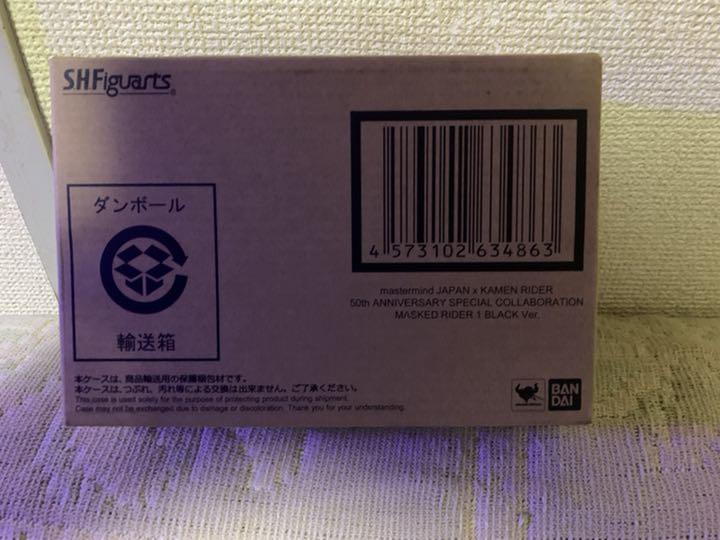 S.H.Figuarts®
ダンボール
輸送箱
4 573102 634863
mastermind JAPAN x KAMEN RIDER
50th ANNIVERSARY SPECIAL COLLABORATION
MASKED RIDER 1 BLACK Ver.
本ケースは、商品輸送用の保護梱包材です。
本ケースは、つぶれ、汚れ等による交換は出来ません。ご了承ください。
This case is used solely for the purpose of protecting product during shipment.
Case may not be exchanged due to damage or discoloration. Thank you for your understanding.
BAN
DAI